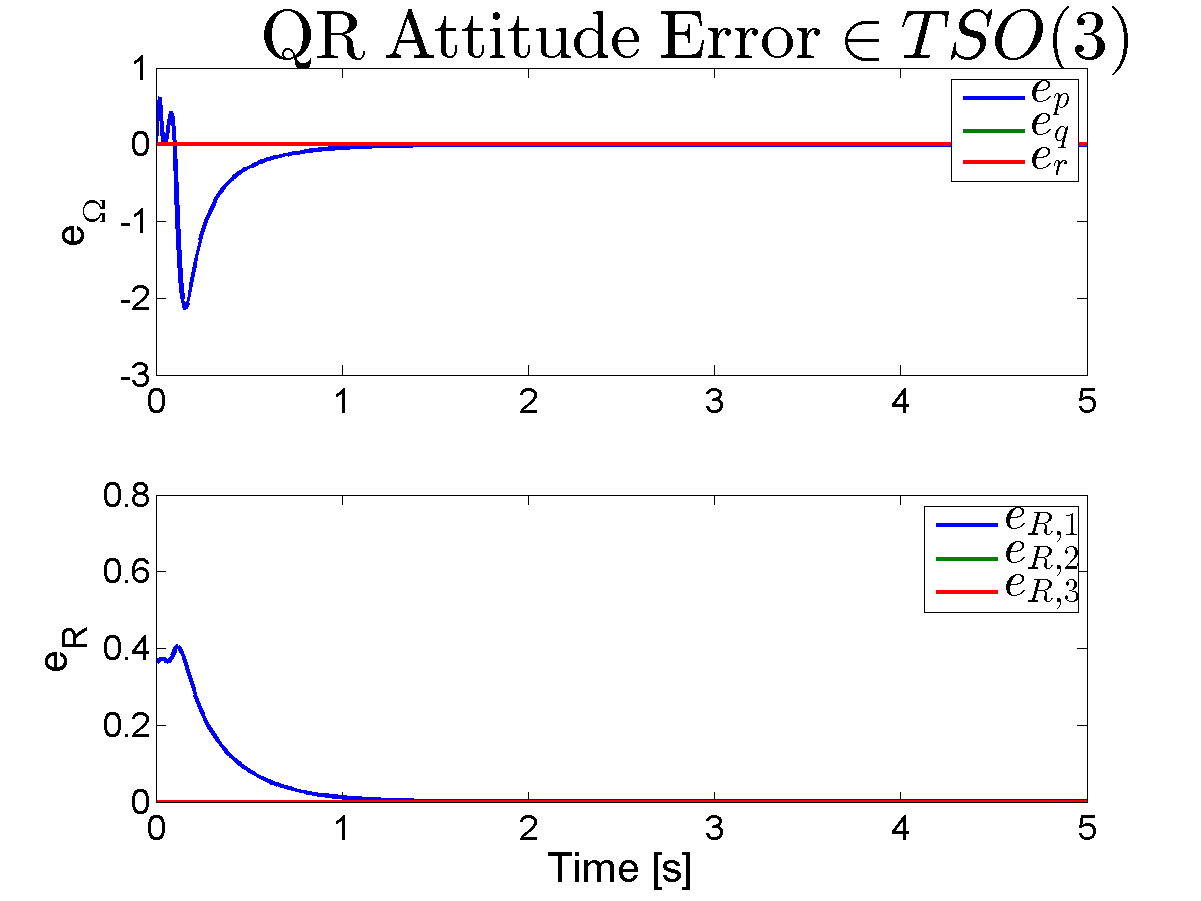 QR Attitude Error ∈ TSO(3)
1
0
-1
-2
-3
e_Ω
e_p
e_q
e_r
0 1 2 3 4 5
0.8
0.6
0.4
0.2
0
e_R
e_{R,1}
e_{R,2}
e_{R,3}
0 1 2 3 4 5
Time [s]